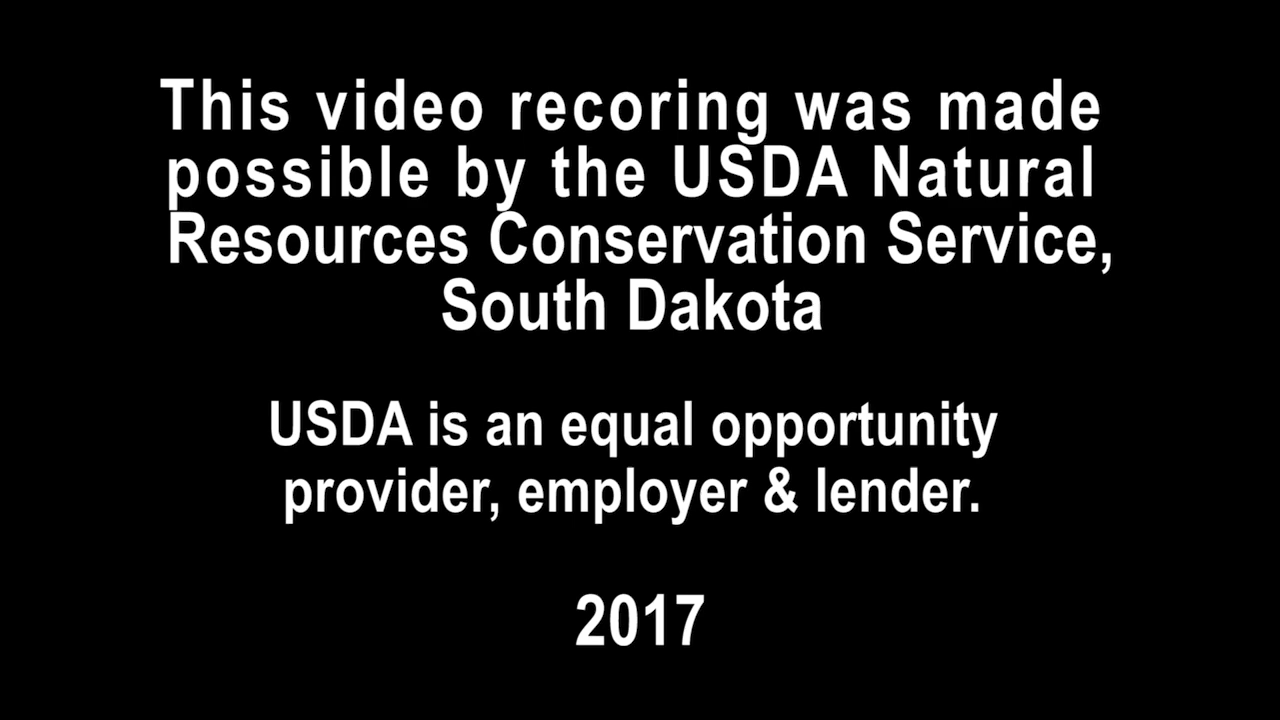 This video recoring was made
possible by the USDA Natural
Resources Conservation Service,
South Dakota
USDA is an equal opportunity
provider, employer & lender.
2017